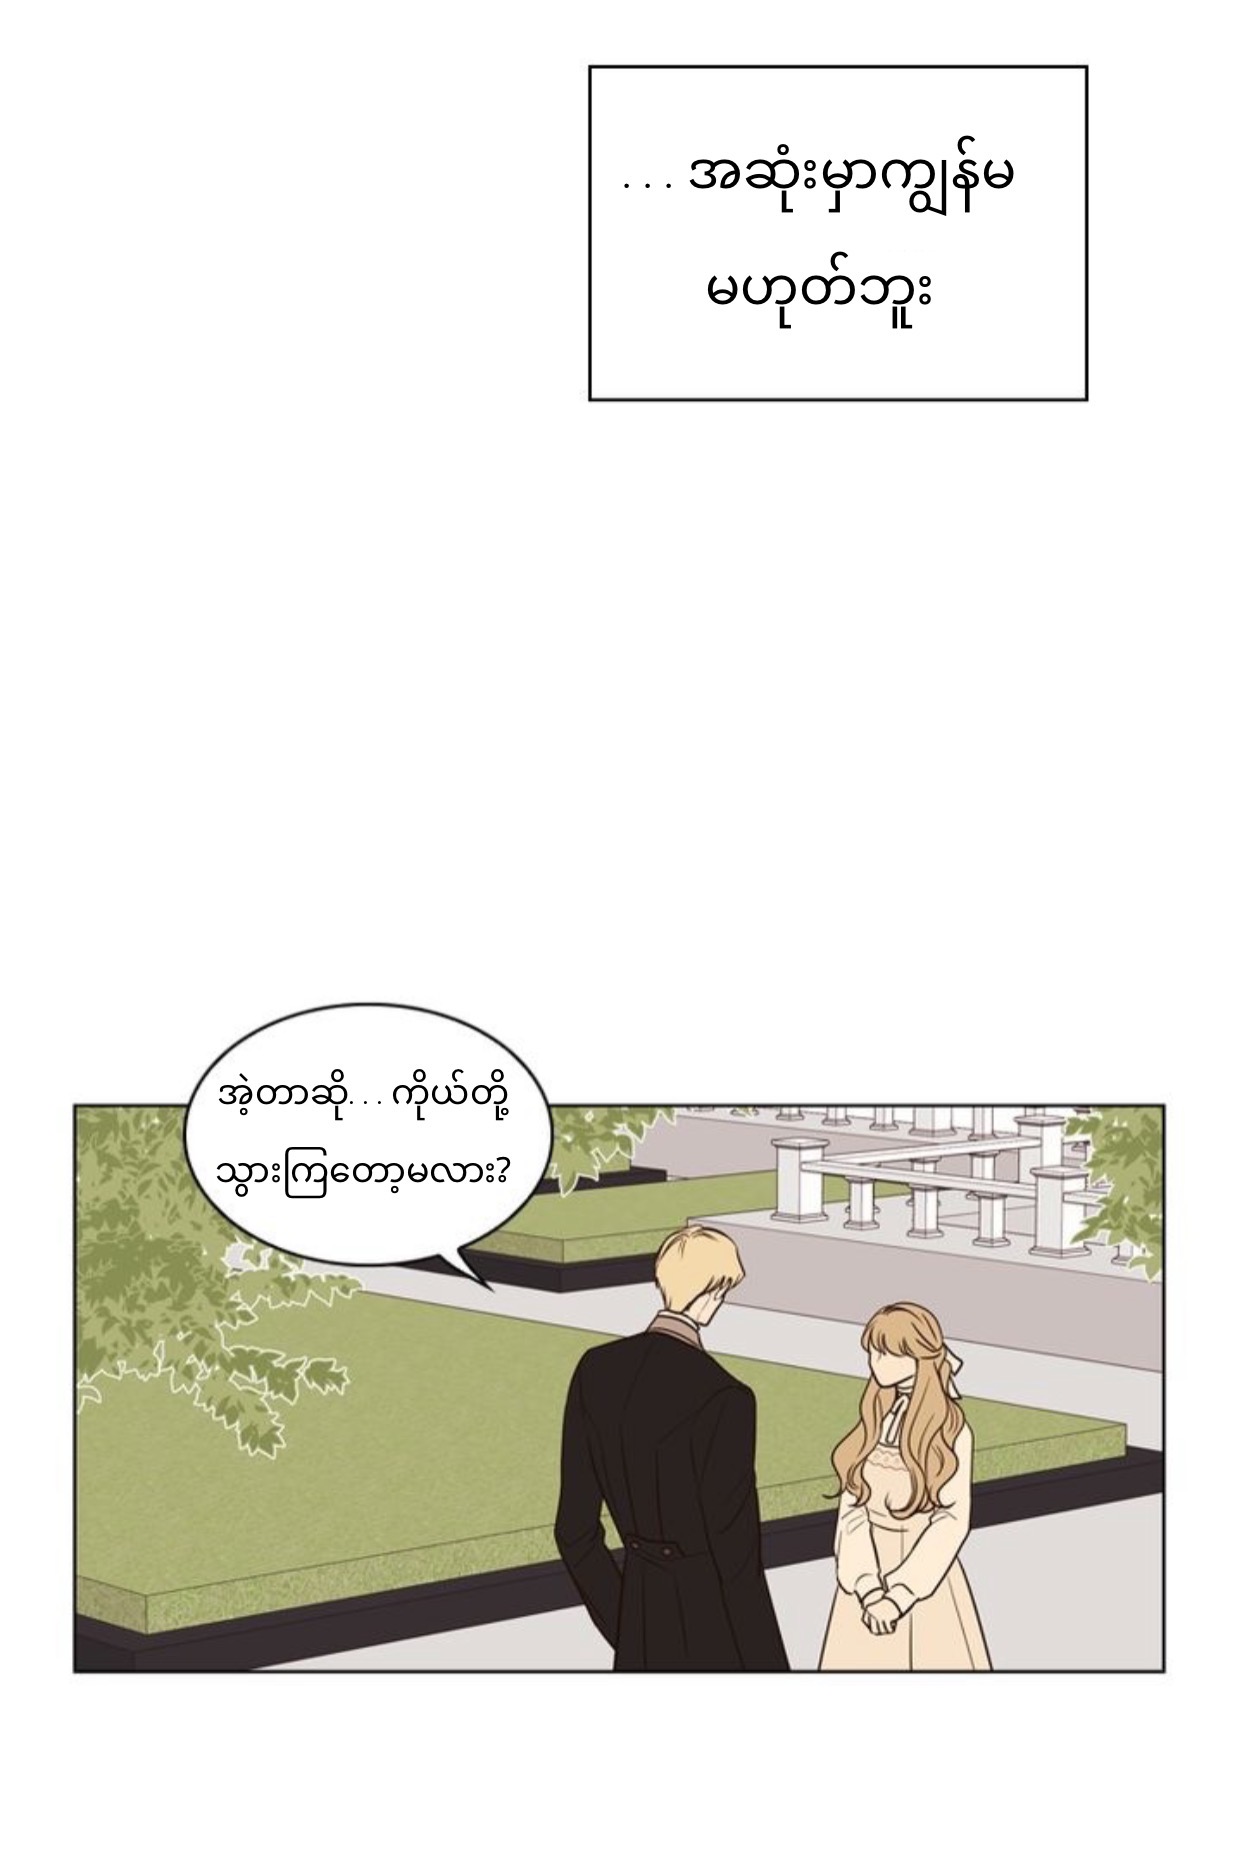 ...အဆုံးမှာကျွန်မ
မဟုတ်ဘူး
အဲ့တာဆို...ကိုယ်တို့
သွားကြတော့မလား?